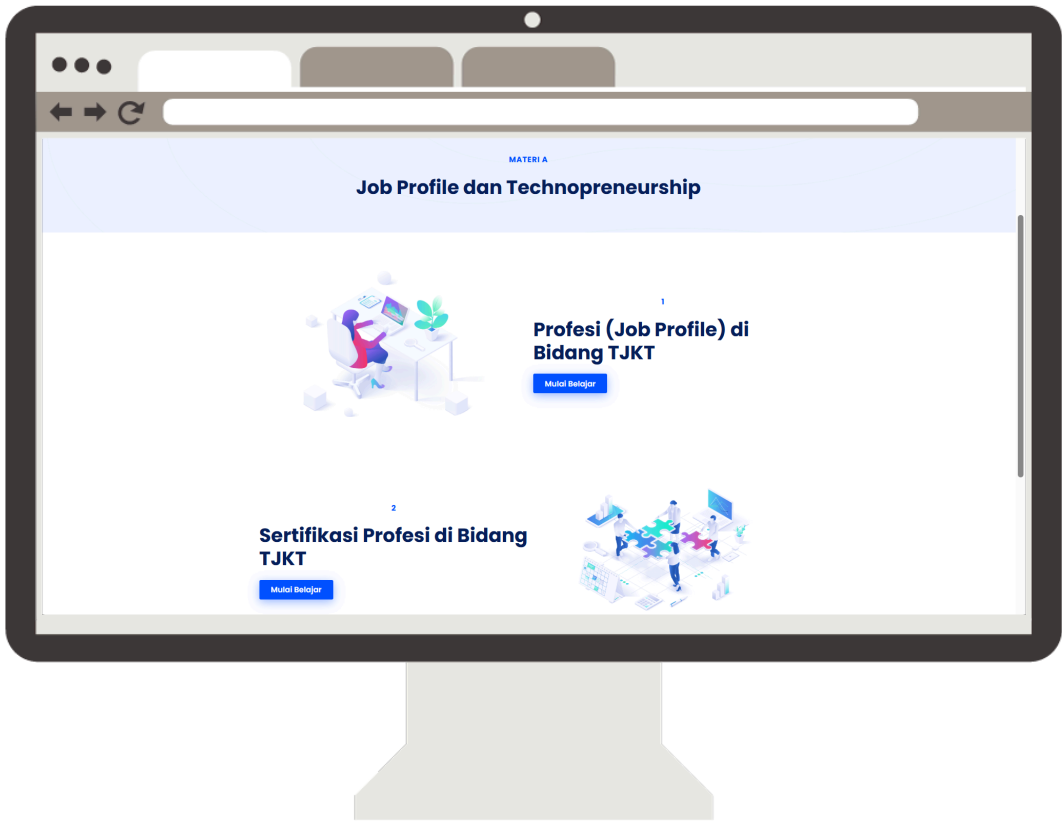 MATERI A
Job Profile dan Technopreneurship
1
Profesi (Job Profile) di
Bidang TJKT
Mulai Belajar
2
Sertifikasi Profesi di Bidang
TJKT
Mulai Belajar